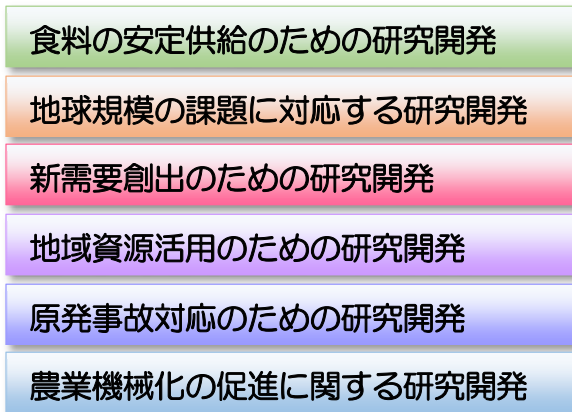 食料の安定供給のための研究開発
地球規模の課題に対応する研究開発
新需要創出のための研究開発
地域資源活用のための研究開発
原発事故対応のための研究開発
農業機械化の促進に関する研究開発